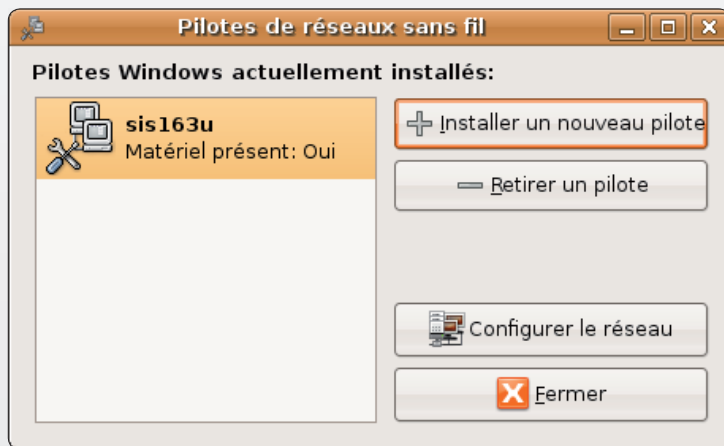 Pilotes de réseaux sans fil
Pilotes Windows actuellement installés:
sis163u
Matériel présent: Oui
Installer un nouveau pilote
Retirer un pilote
Configurer le réseau
Fermer